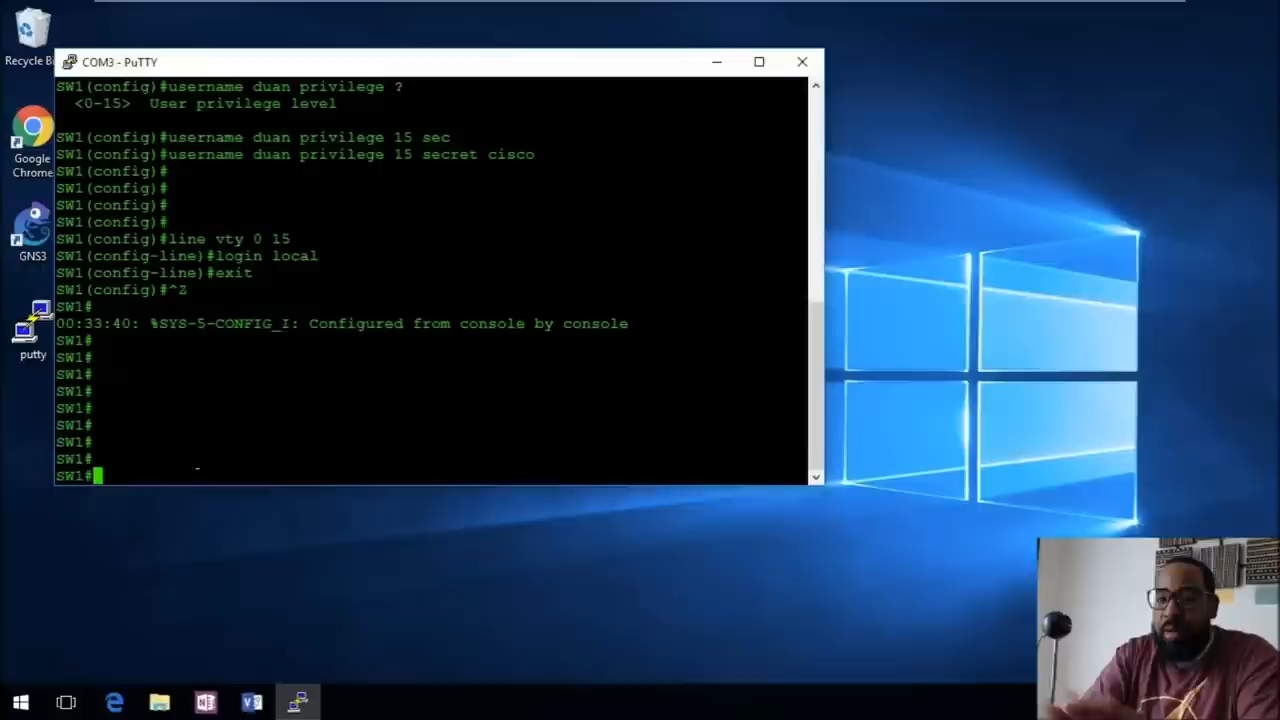 Recycle Bi
Google
Chrome
GNS3
putty
COM3 - PuTTY
SW1(config)#username duan privilege ?
<0-15> User privilege level
SW1(config)#username duan privilege 15 sec
SW1(config)#username duan privilege 15 secret cisco
SW1(config)#
SW1(config)#
SW1(config)#
SW1(config)#
SW1(config)#line vty 0 15
SW1(config-line)#login local
SW1(config-line)#exit
SW1(config)#^Z
SW1#
00:33:40: %SYS-5-CONFIG_I: Configured from console by console
SW1#
SW1#
SW1#
SW1#
SW1#
SW1#
SW1#
SW1#
SW1#